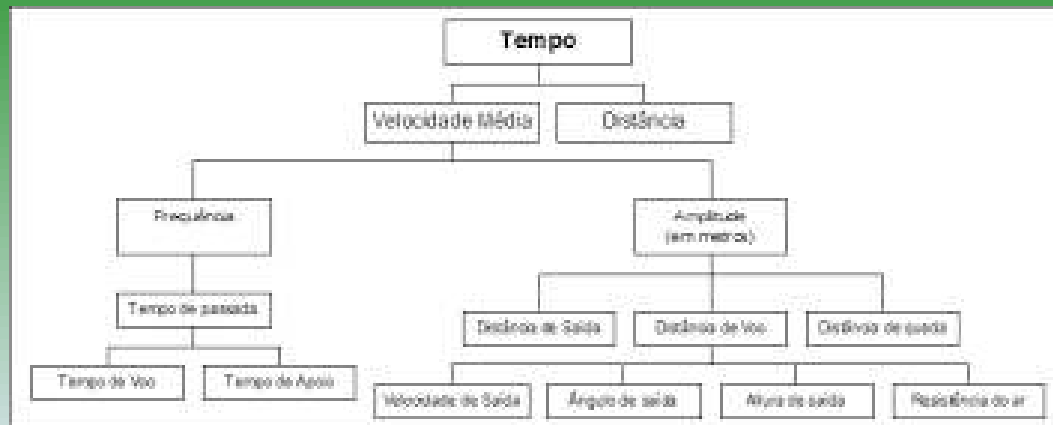 Tempo
Velocidade Média
Distância
Frequência
Amplitude
(em metros)
Tempo de passada
Distância de Saída
Distância de Voo
Distância de queda
Tempo de Voo
Tempo de Apoio
Velocidade de Saída
Ângulo de saída
Altura de saída
Resistência do ar